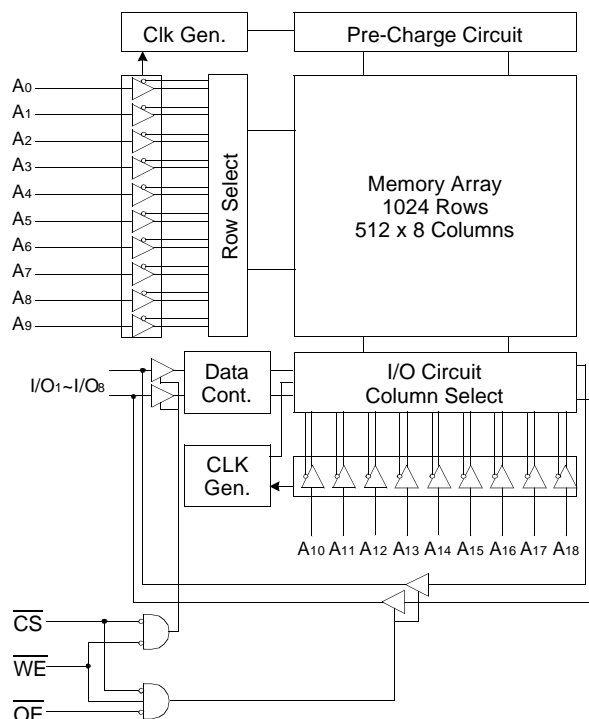 Clk Gen.
Pre-Charge Circuit
A0
A1
A2
A3
A4
A5
A6
A7
A8
A9
Row Select
Memory Array
1024 Rows
512 x 8 Columns
I/O1~I/O8
Data
Cont.
I/O Circuit
Column Select
CLK
Gen.
A10 A11 A12 A13 A14 A15 A16 A17 A18
CS
WE
OE